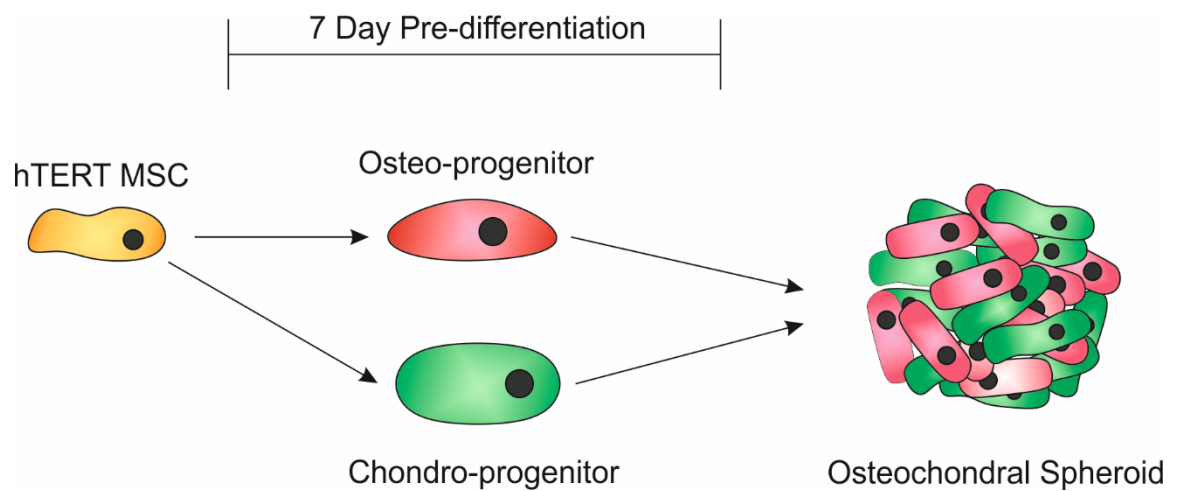 7 Day Pre-differentiation
hTERT MSC
Osteo-progenitor
Chondro-progenitor
Osteochondral Spheroid